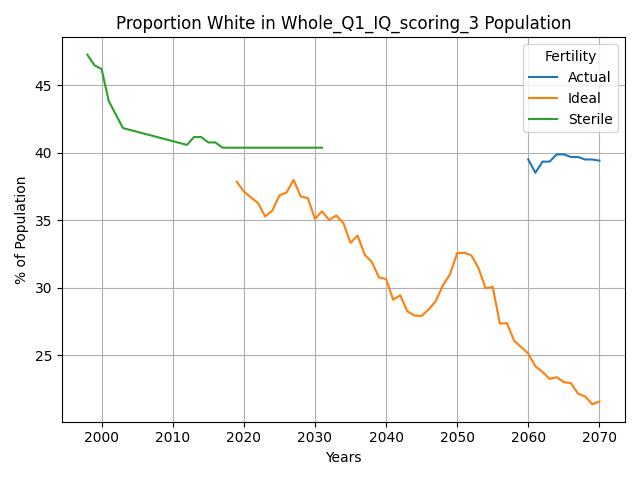 Proportion White in Whole_Q1_IQ_scoring_3 Population
Fertility
Actual
Ideal
Sterile
% of Population
45
40
35
30
25
2000 2010 2020 2030 2040 2050 2060 2070
Years